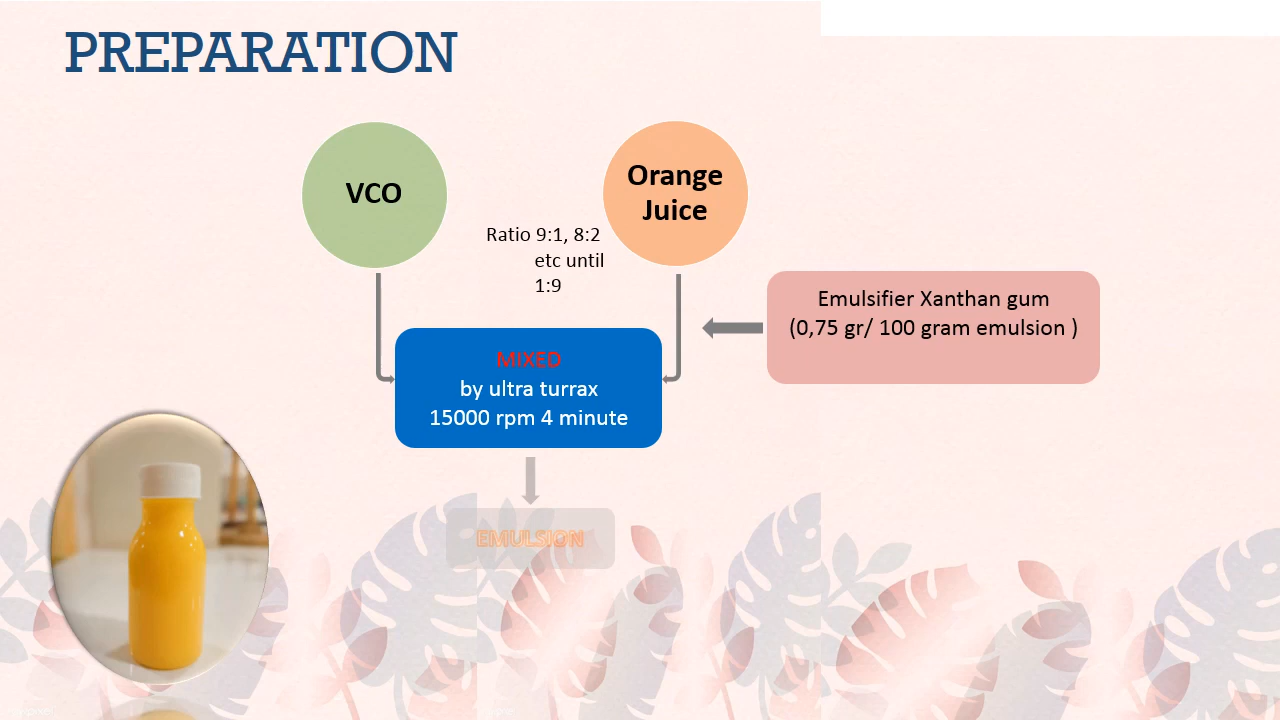 PREPARATION
VCO
Orange
Juice
Ratio 9:1, 8:2
etc until
1:9
Emulsifier Xanthan gum
(0,75 gr/ 100 gram emulsion )
MIXED
by ultra turrax
15000 rpm 4 minute
EMULSION